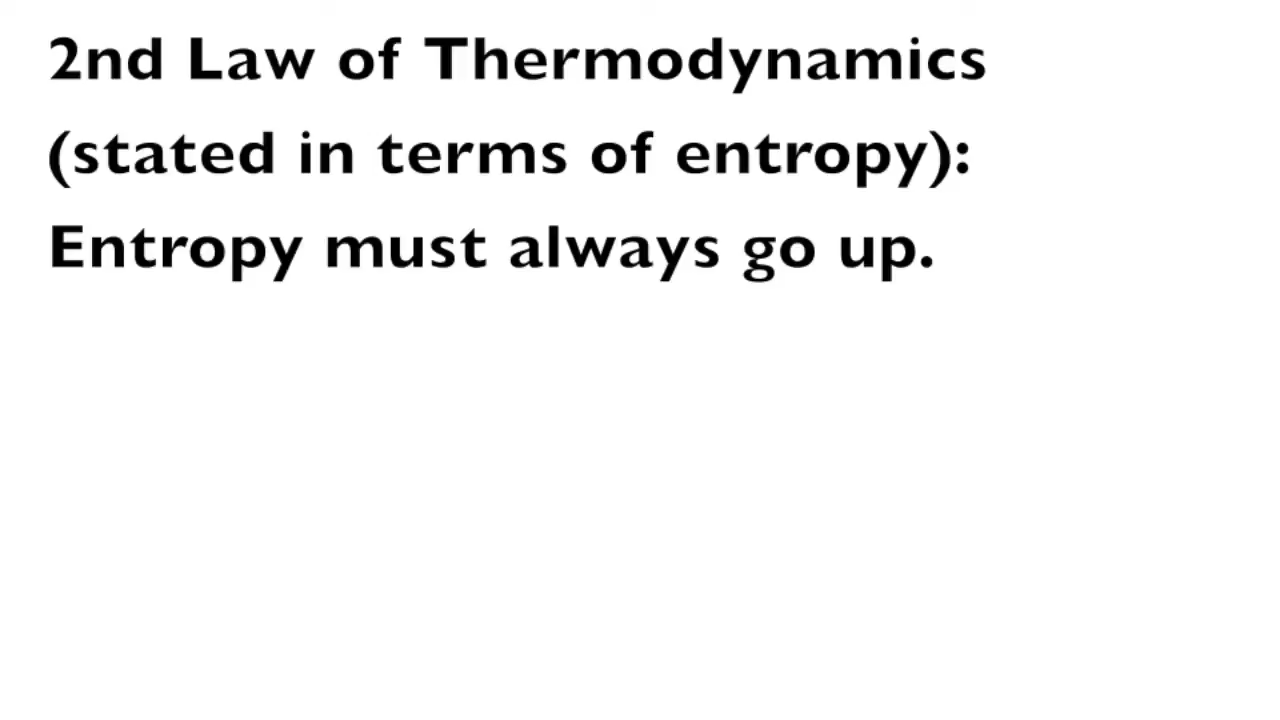 2nd Law of Thermodynamics
(stated in terms of entropy):
Entropy must always go up.